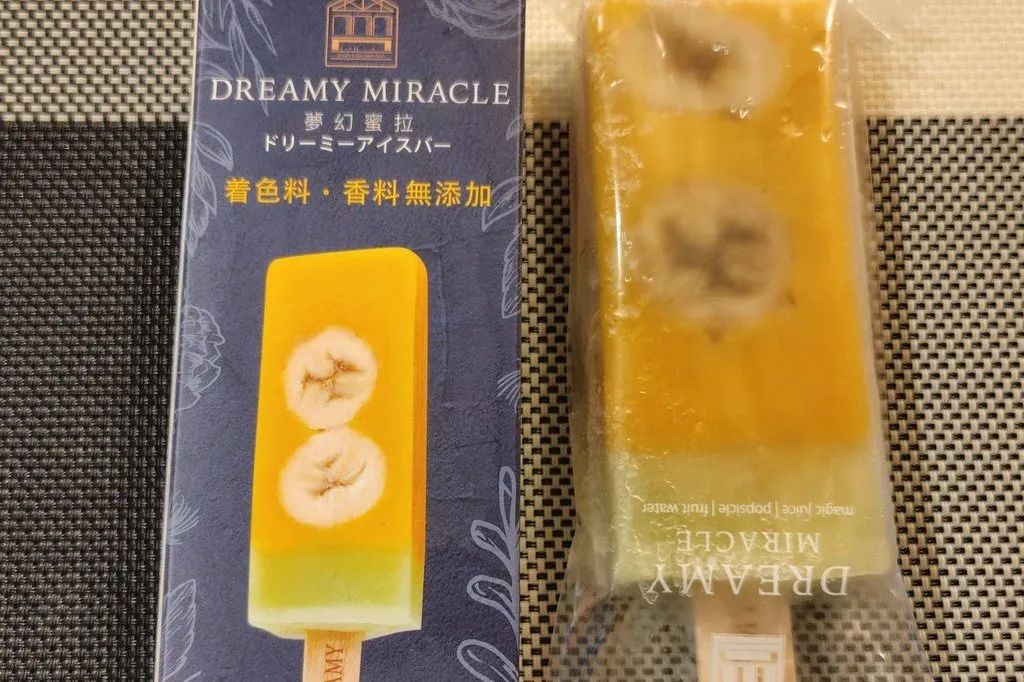 DREAMY MIRACLE
夢幻蜜拉
ドリーミーアイスバー
着色料・香料無添加
AMY
magic juice | popsicle | fruit water
MIRACLE
DREAMY